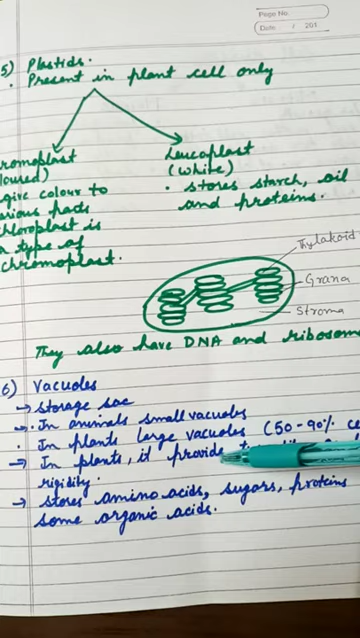 Page No.
Date / 201
5) Plastids.
· Present in plant cell only
romoplast
loured)
give colour to
arious parts
chloroplast is
a type of
chromoplast.
Leucoplast
(white)
· stores starch, oil
and proteins.
Thylakoid
Grana
Stroma
They also have DNA and ribosome
6) Vacuoles
→ storage sac
→ · In animals small vacuoles
· In plants large vacuoles (50-90% ce
→ In plants, it provide
rigidity.
→ stores amino acids, sugars, proteins
some organic acids.